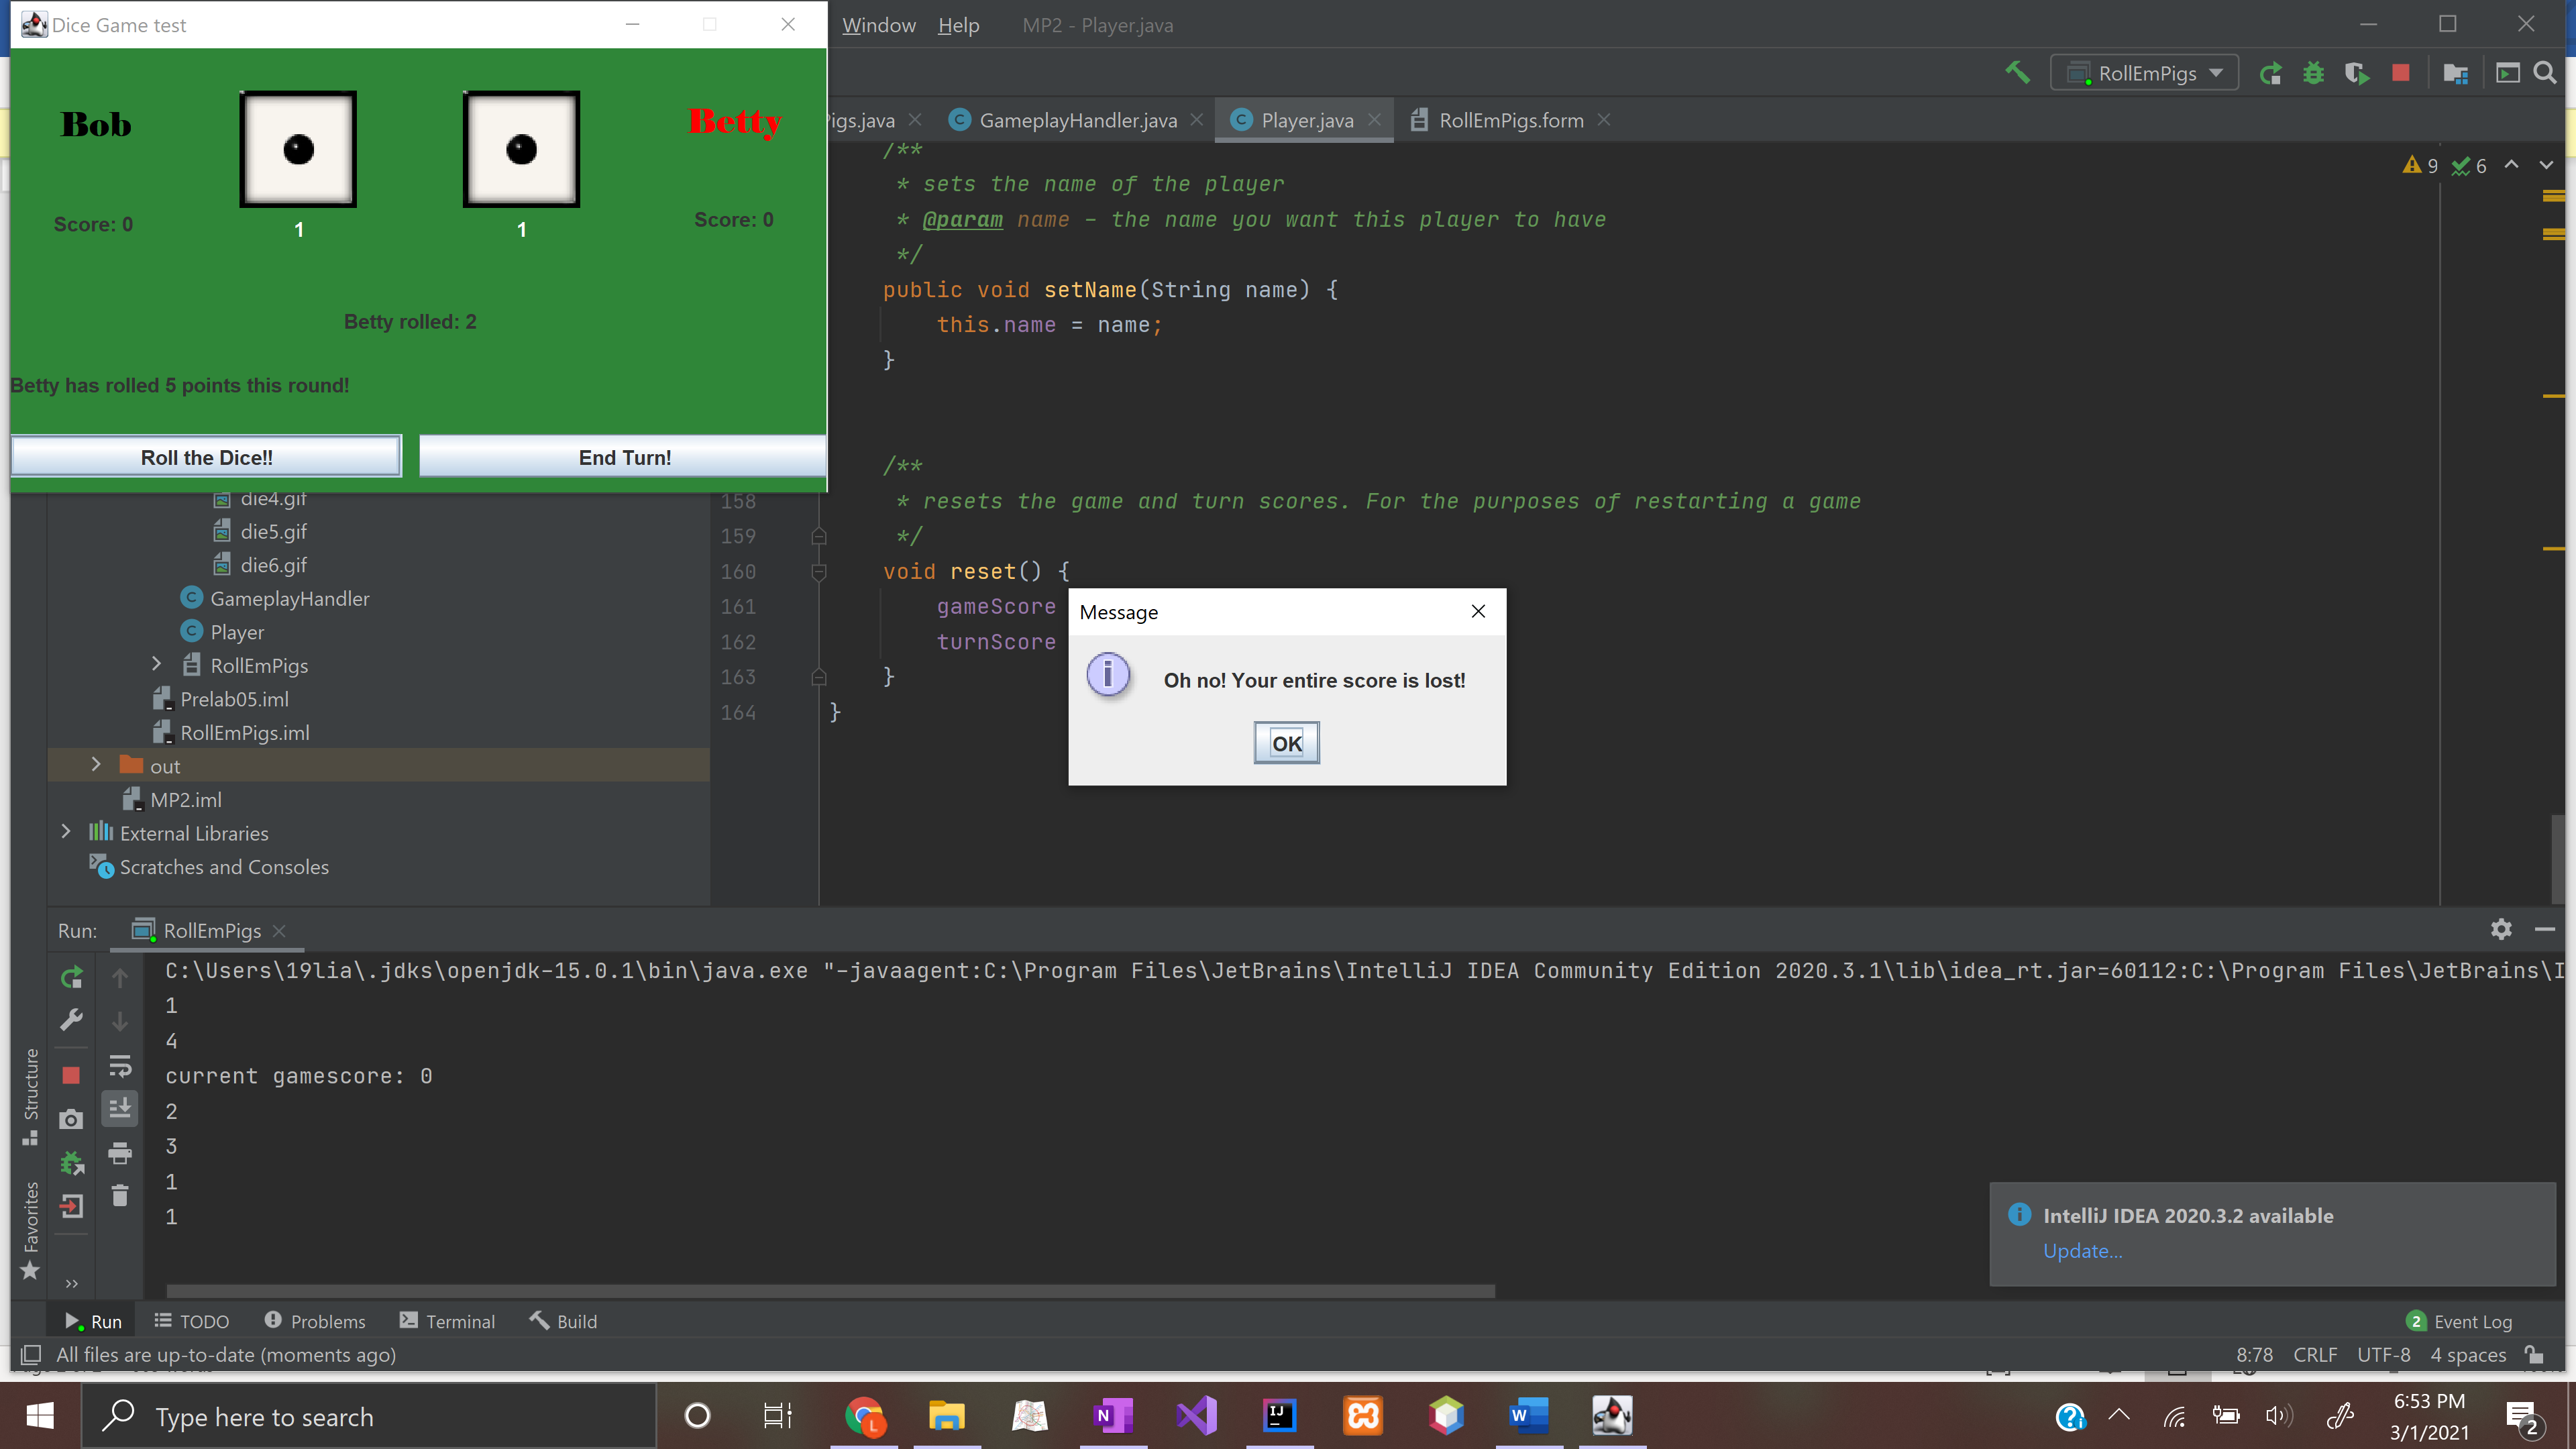 Dice Game test
Window Help MP2 - Player.java
RollEmPigs
Bob
Betty
Score: 0
1
1
Score: 0
Betty rolled: 2
Betty has rolled 5 points this round!
Roll the Dice!!
End Turn!
Pigs.java
GameplayHandler.java
Player.java
RollEmPigs.form
9
6
/**
* sets the name of the player
* @param name - the name you want this player to have
*/
public void setName(String name) {
this.name = name;
}
/**
158 * resets the game and turn scores. For the purposes of restarting a game
159 */
160 void reset() {
161 gameScore
162 turnScore
163 }
164 }
die4.gif
die5.gif
die6.gif
GameplayHandler
Player
RollEmPigs
Prelab05.iml
RollEmPigs.iml
out
MP2.iml
External Libraries
Scratches and Consoles
Message
Oh no! Your entire score is lost!
OK
Run: RollEmPigs
C:\Users\19lia\.jdks\openjdk-15.0.1\bin\java.exe "-javaagent:C:\Program Files\JetBrains\IntelliJ IDEA Community Edition 2020.3.1\lib\idea_rt.jar=60112:C:\Program Files\JetBrains\I
1
4
current gamescore: 0
2
3
1
1
Structure
Favorites
IntelliJ IDEA 2020.3.2 available
Update...
Run TODO Problems Terminal Build
2 Event Log
All files are up-to-date (moments ago)
8:78 CRLF UTF-8 4 spaces
Type here to search
L
N
IJ
W
6:53 PM
3/1/2021
2